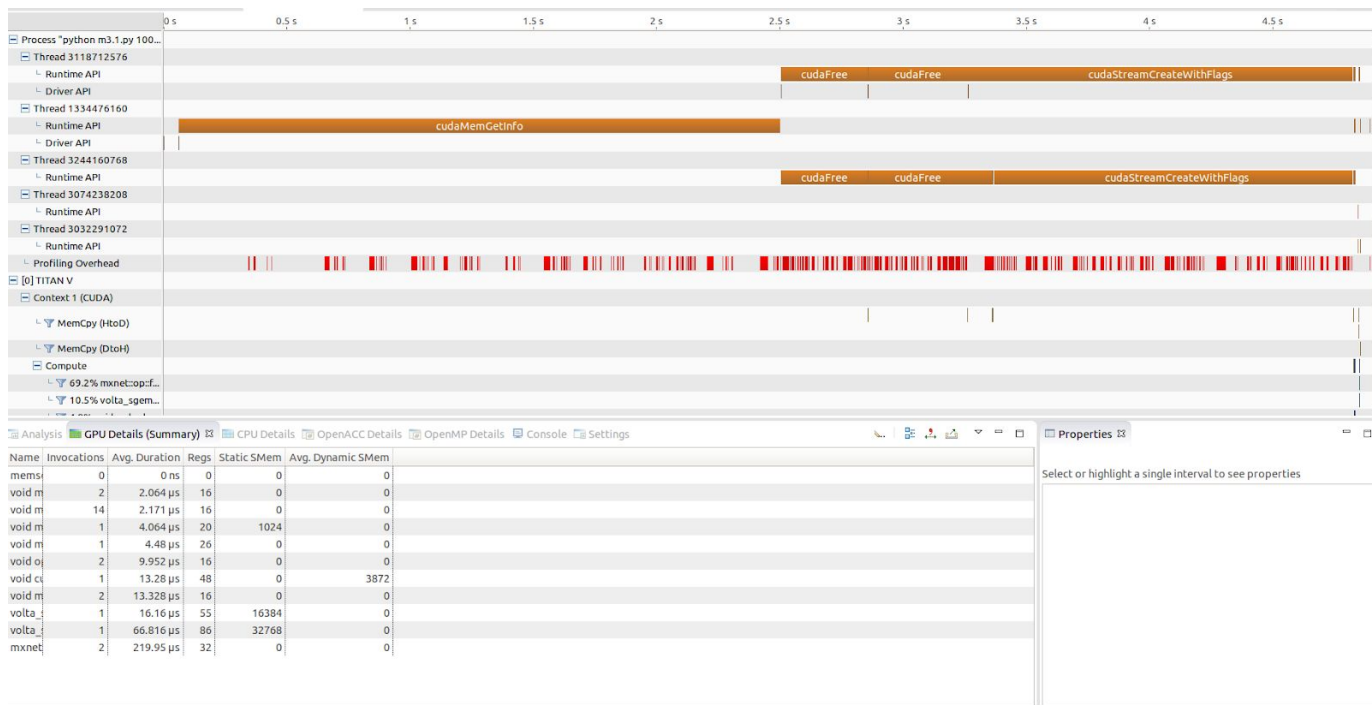 0 s 0.5 s 1 s 1.5 s 2 s 2.5 s 3 s 3.5 s 4 s 4.5 s
Process "python m3.1.py 100...
Thread 3118712576
Runtime API cudaFree cudaFree cudaStreamCreateWithFlags
Driver API
Thread 1334476160
Runtime API cudaMemGetInfo
Driver API
Thread 3244160768
Runtime API cudaFree cudaFree cudaStreamCreateWithFlags
Thread 3074238208
Runtime API
Thread 3032291072
Runtime API
Profiling Overhead
[0] TITAN V
Context 1 (CUDA)
MemCpy (HtoD)
MemCpy (DtoH)
Compute
69.2% mxnet::op::f...
10.5% volta_sgem...
Analysis GPU Details (Summary) CPU Details OpenACC Details OpenMP Details Console Settings Properties
Name Invocations Avg. Duration Regs Static SMem Avg. Dynamic SMem
Select or highlight a single interval to see properties
mems 0 0 ns 0 0 0
void m 2 2.064 µs 16 0 0
void m 14 2.171 µs 16 0 0
void m 1 4.064 µs 20 1024 0
void m 1 4.48 µs 26 0 0
void o 2 9.952 µs 16 0 0
void cu 1 13.28 µs 48 0 3872
void m 2 13.328 µs 16 0 0
volta_s 1 16.16 µs 55 16384 0
volta_s 1 66.816 µs 86 32768 0
mxnet 2 219.95 µs 32 0 0